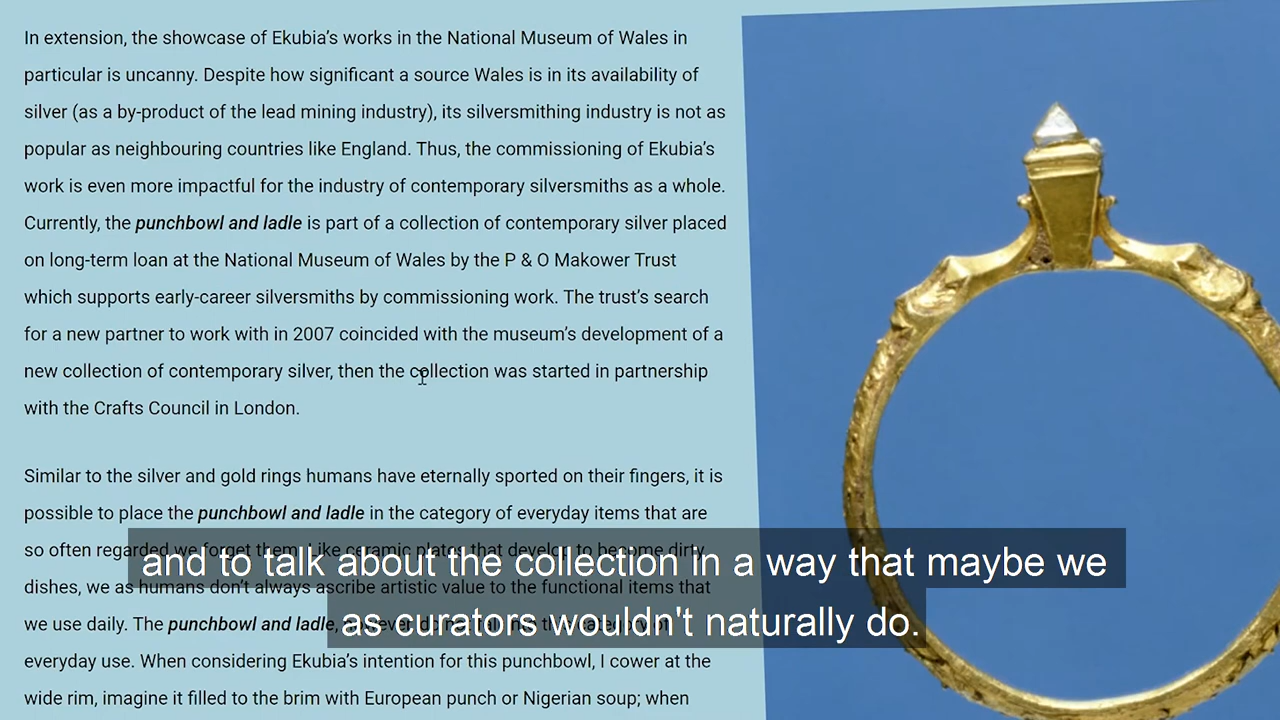 In extension, the showcase of Ekubia’s works in the National Museum of Wales in
particular is uncanny. Despite how significant a source Wales is in its availability of
silver (as a by-product of the lead mining industry), its silversmithing industry is not as
popular as neighbouring countries like England. Thus, the commissioning of Ekubia’s
work is even more impactful for the industry of contemporary silversmiths as a whole.
Currently, the punchbowl and ladle is part of a collection of contemporary silver placed
on long-term loan at the National Museum of Wales by the P & O Makower Trust
which supports early-career silversmiths by commissioning work. The trust’s search
for a new partner to work with in 2007 coincided with the museum’s development of a
new collection of contemporary silver, then the collection was started in partnership
with the Crafts Council in London.
Similar to the silver and gold rings humans have eternally sported on their fingers, it is
possible to place the punchbowl and ladle in the category of everyday items that are
so often regarded we forget them. Like ceramic plates that develop to become dirty
dishes, we as humans don’t always ascribe artistic value to the functional items that
we use daily. The punchbowl and ladle,
everyday use. When considering Ekubia’s intention for this punchbowl, I cower at the
wide rim, imagine it filled to the brim with European punch or Nigerian soup; when
and to talk about the collection in a way that maybe we
as curators wouldn't naturally do.